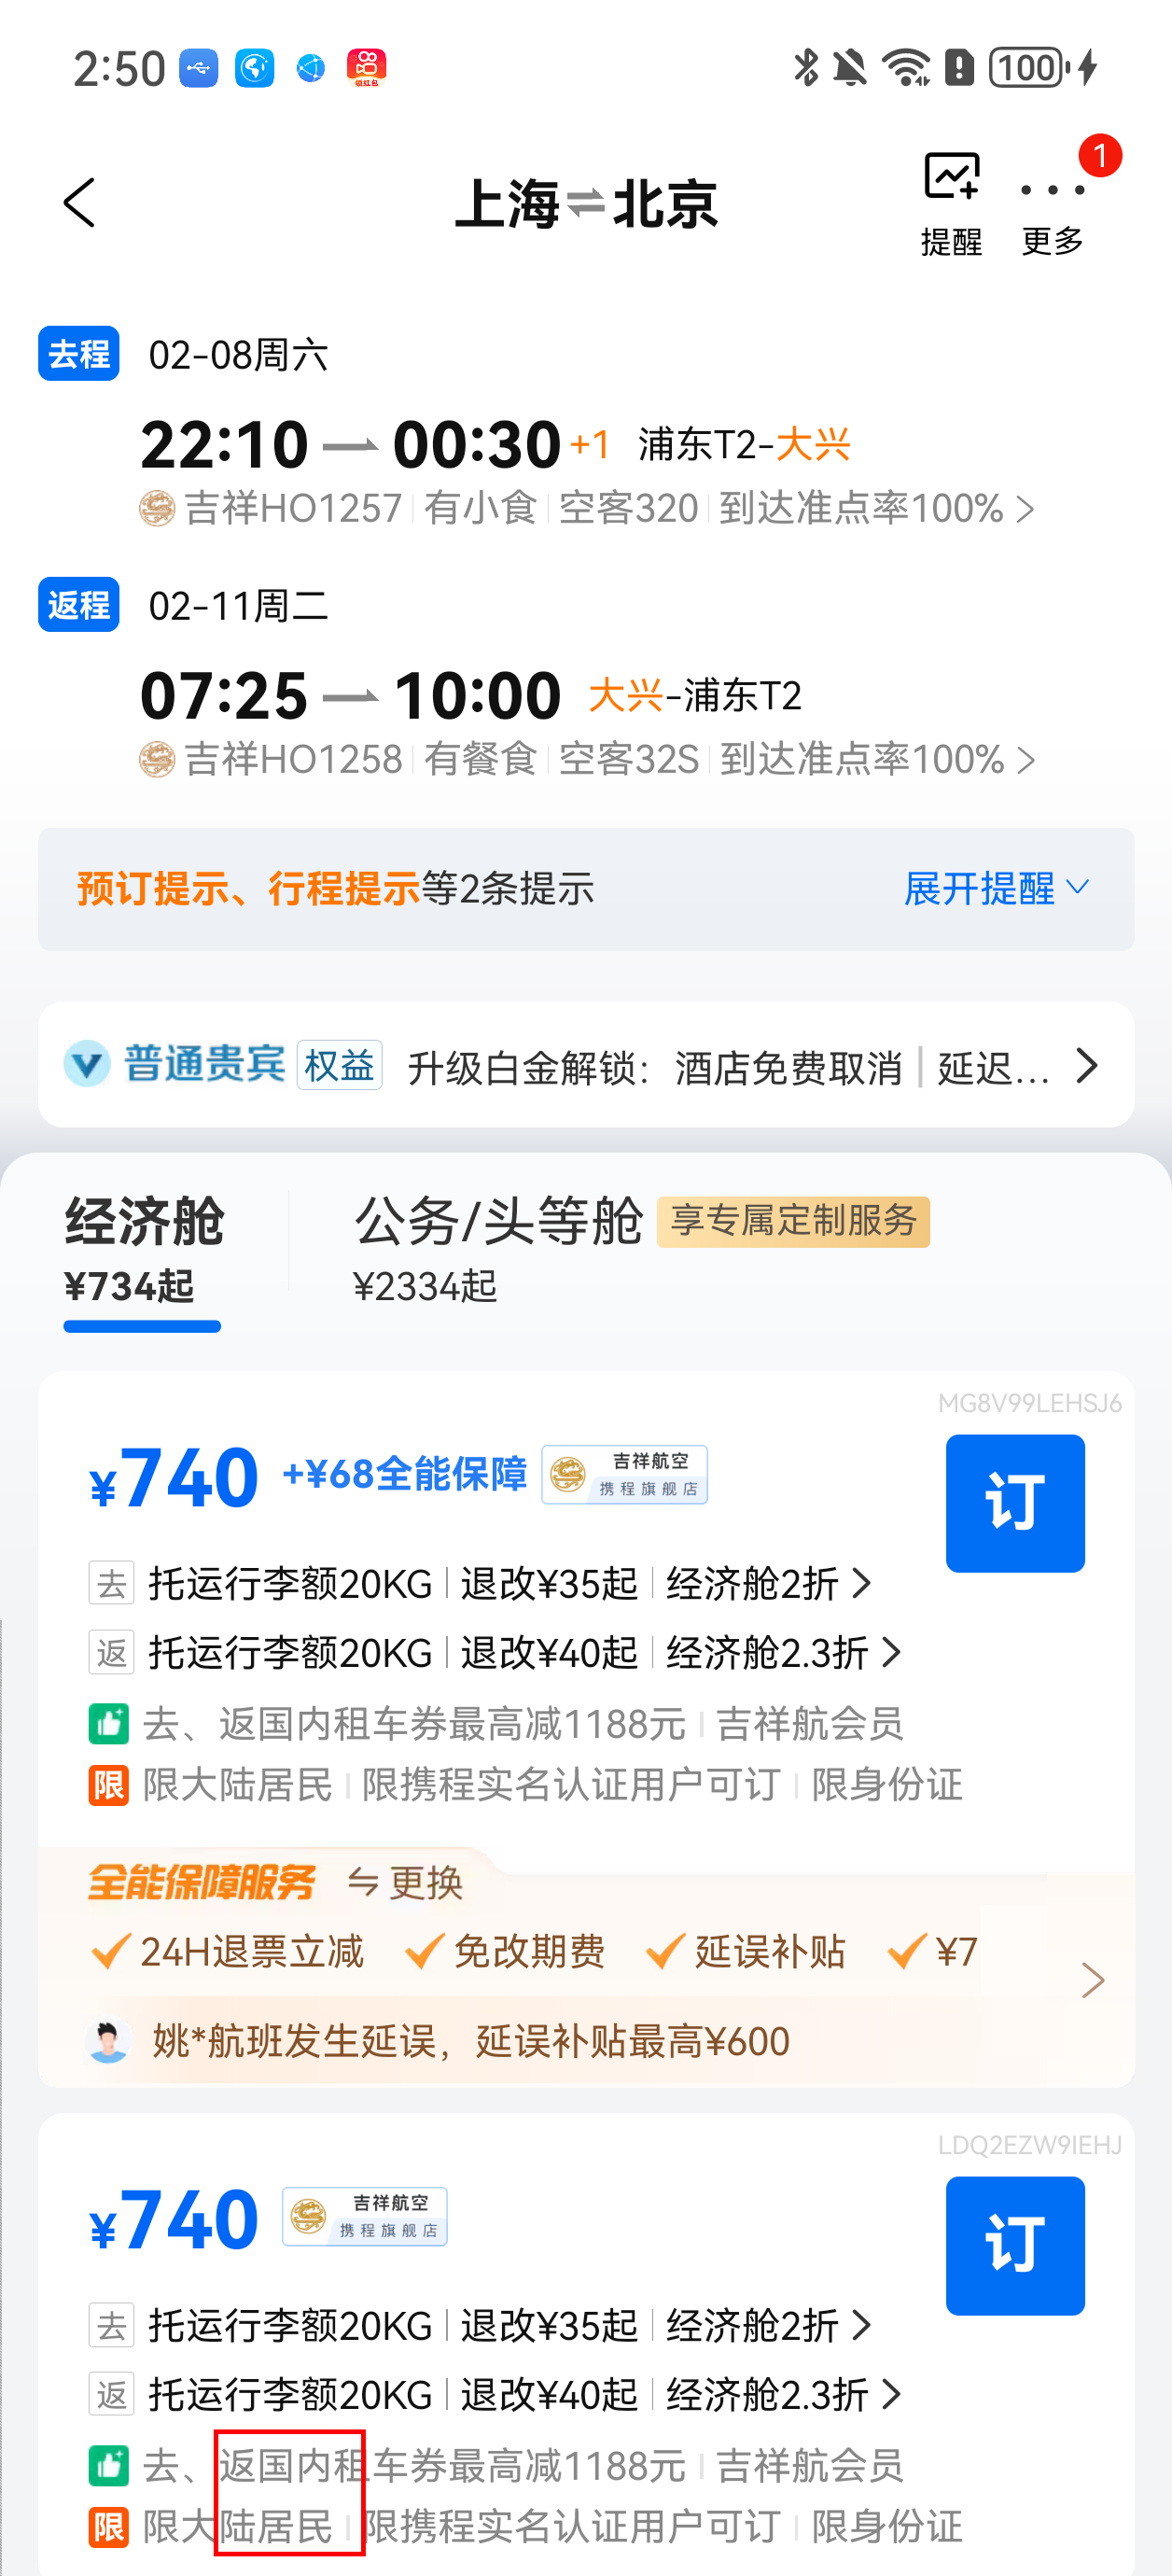 2:50
领红包
100
上海⇌北京
提醒
更多
1
去程 02-08周六
22:10 00:30 +1 浦东T2-大兴
吉祥HO1257 有小食 空客320 到达准点率100%
返程 02-11周二
07:25 10:00 大兴-浦东T2
吉祥HO1258 有餐食 空客32S 到达准点率100%
预订提示、行程提示等2条提示 展开提醒
普通贵宾 权益 升级白金解锁：酒店免费取消 | 延迟...
经济舱 公务/头等舱 享专属定制服务
¥734起 ¥2334起
MG8V99LEHSJ6
¥740 +¥68全能保障 吉祥航空 携程旗舰店 订
去 托运行李额20KG 退改¥35起 经济舱2折
返 托运行李额20KG 退改¥40起 经济舱2.3折
去、返国内租车券最高减1188元 吉祥航会员
限 限大陆居民 限携程实名认证用户可订 限身份证
全能保障服务 更换
24H退票立减 免改期费 延误补贴 ¥7
姚*航班发生延误，延误补贴最高¥600
LDQ2EZW9IEHJ
¥740 吉祥航空 携程旗舰店 订
去 托运行李额20KG 退改¥35起 经济舱2折
返 托运行李额20KG 退改¥40起 经济舱2.3折
去、返国内租车券最高减1188元 吉祥航会员
限 限大陆居民 限携程实名认证用户可订 限身份证